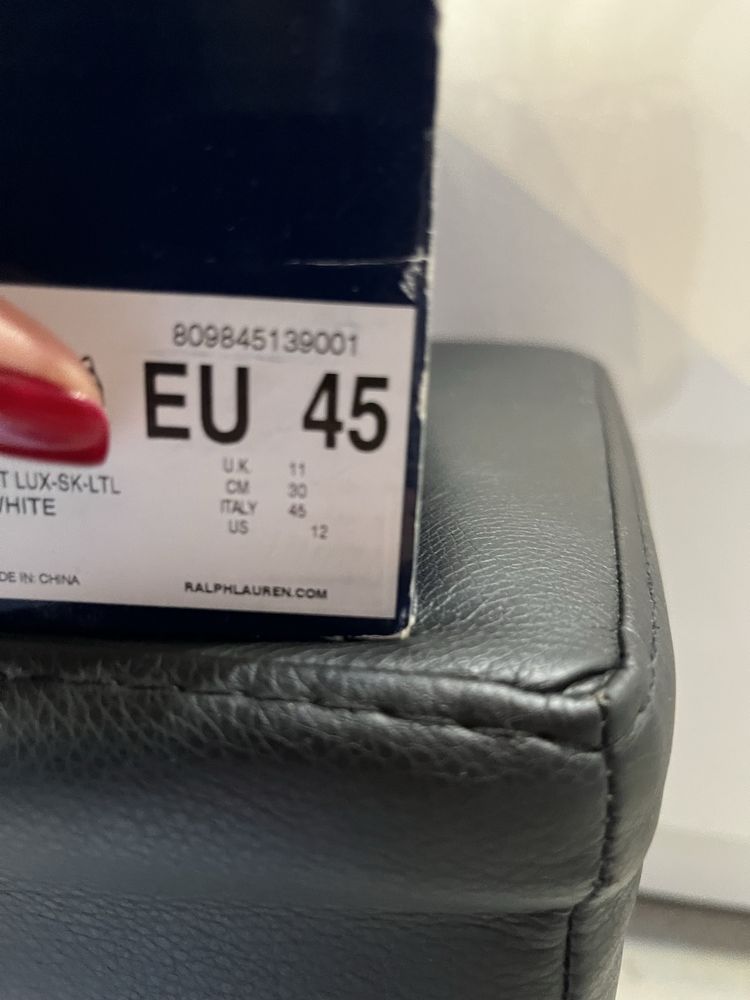 809845139001
EU 45
U.K. 11
CM 30
ITALY 45
US 12
T LUX-SK-LTL
WHITE
DE IN: CHINA
RALPHLAUREN.COM